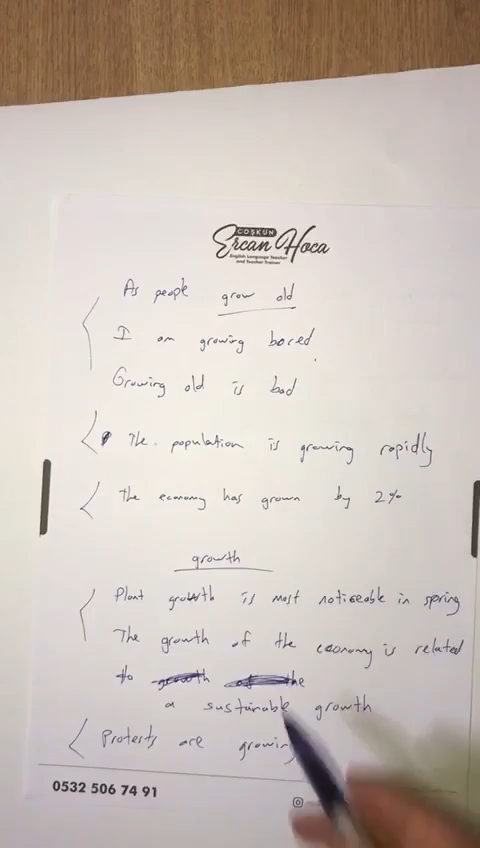 COŞKUN
Ercan Hoca
English Language Teacher
and Teacher Trainer
As people grow old
I am growing bored
Growing old is bad
The population is growing rapidly
The economy has grown by 2%
growth
Plant growth is most noticeable in spring
The growth of the economy is related
to growth of the
a sustainable growth
Protests are growing
0532 506 74 91